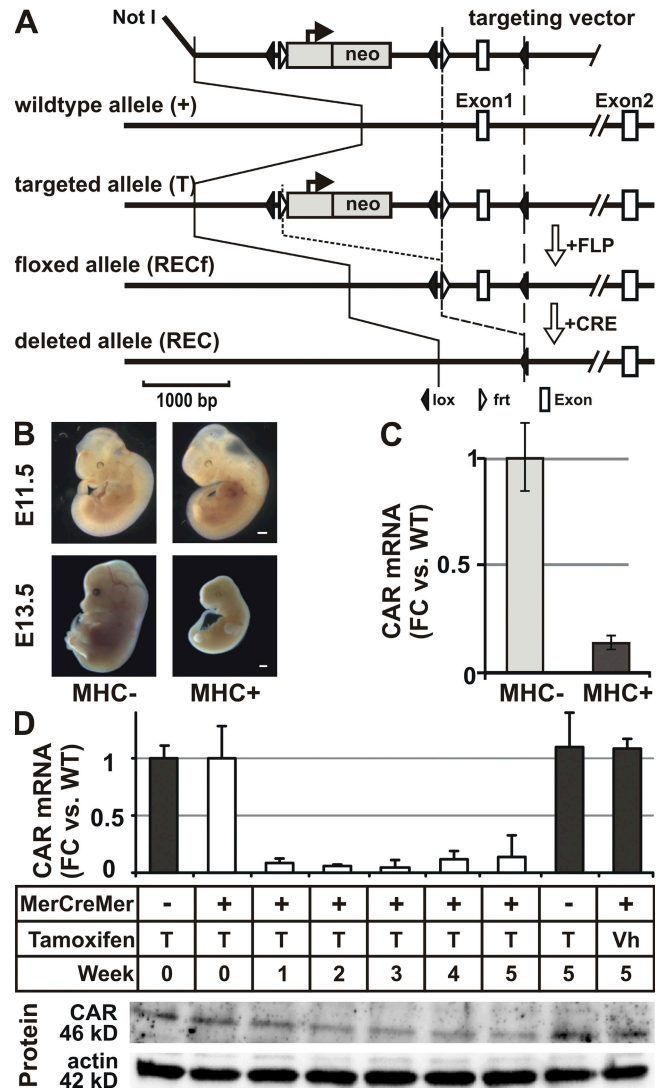 A
Not I
targeting vector
neo
wildtype allele (+)
Exon1
Exon2
targeted allele (T)
neo
+FLP
floxed allele (RECf)
+CRE
deleted allele (REC)
1000 bp
lox
frt
Exon
B
E11.5
E13.5
MHC-
MHC+
C
CAR mRNA
(FC vs. WT)
1
0.5
0
MHC-
MHC+
D
CAR mRNA
(FC vs. WT)
1
0.5
0
MerCreMer - + + + + + + - +
Tamoxifen T T T T T T T T Vh
Week 0 0 1 2 3 4 5 5 5
Protein
CAR
46 kD
actin
42 kD